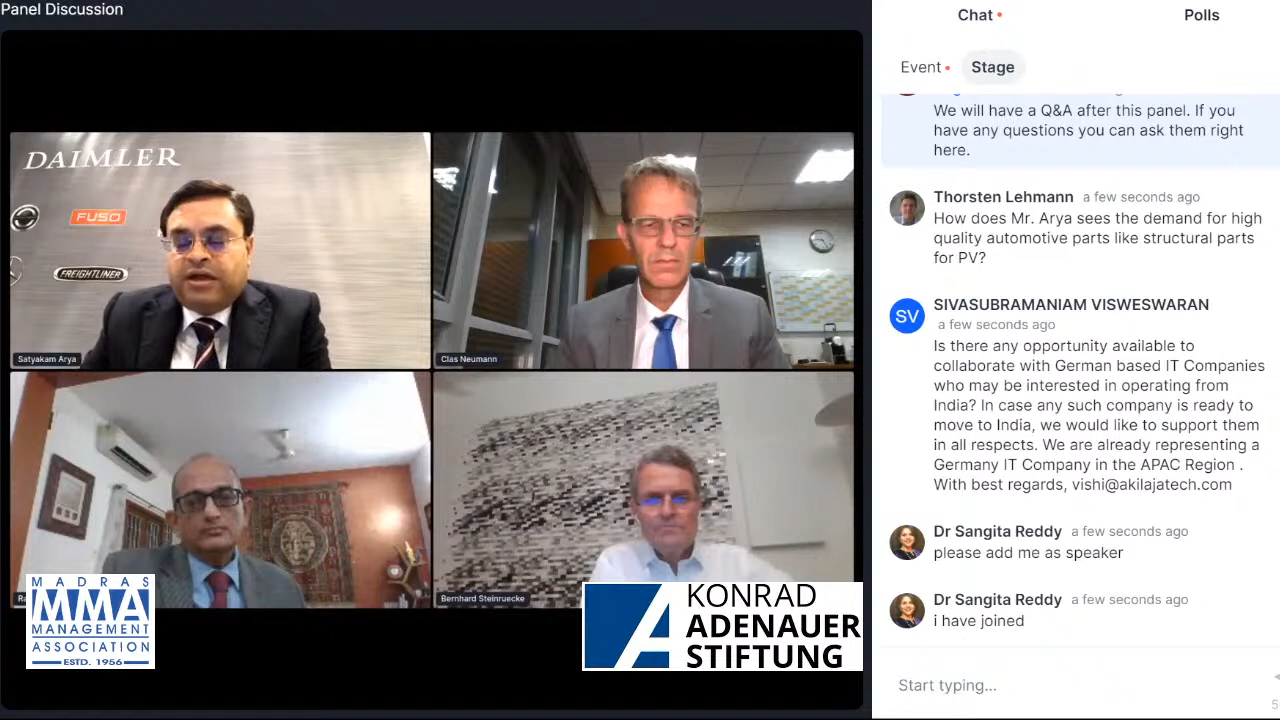 Panel Discussion
DAIMLER
FUSO
FREIGHTLINER
Satyakam Arya
Clas Neumann
Bernhard Steinruecke
MADRAS
MMA
MANAGEMENT
ASSOCIATION
ESTD. 1956
KONRAD
ADENAUER
STIFTUNG
Chat
Polls
Event
Stage
We will have a Q&A after this panel. If you
have any questions you can ask them right
here.
Thorsten Lehmann a few seconds ago
How does Mr. Arya sees the demand for high
quality automotive parts like structural parts
for PV?
SV
SIVASUBRAMANIAM VISWESWARAN
a few seconds ago
Is there any opportunity available to
collaborate with German based IT Companies
who may be interested in operating from
India? In case any such company is ready to
move to India, we would like to support them
in all respects. We are already representing a
Germany IT Company in the APAC Region .
With best regards, vishi@akilajatech.com
Dr Sangita Reddy a few seconds ago
please add me as speaker
Dr Sangita Reddy a few seconds ago
i have joined
Start typing...
5